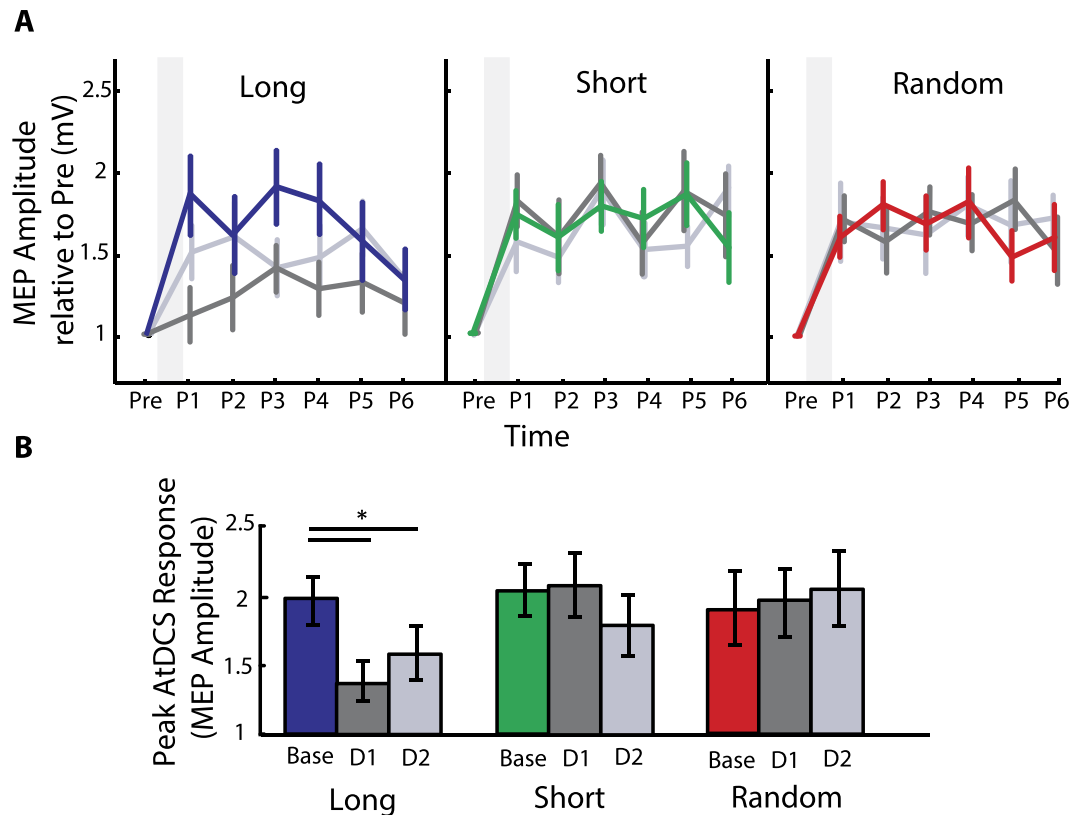 A
Long
Short
Random
MEP Amplitude
relative to Pre (mV)
2.5
2
1.5
1
Pre P1 P2 P3 P4 P5 P6
Pre P1 P2 P3 P4 P5 P6
Pre P1 P2 P3 P4 P5 P6
Time
B
Peak AtDCS Response
(MEP Amplitude)
2.5
2
1.5
1
*
Base D1 D2
Base D1 D2
Base D1 D2
Long
Short
Random